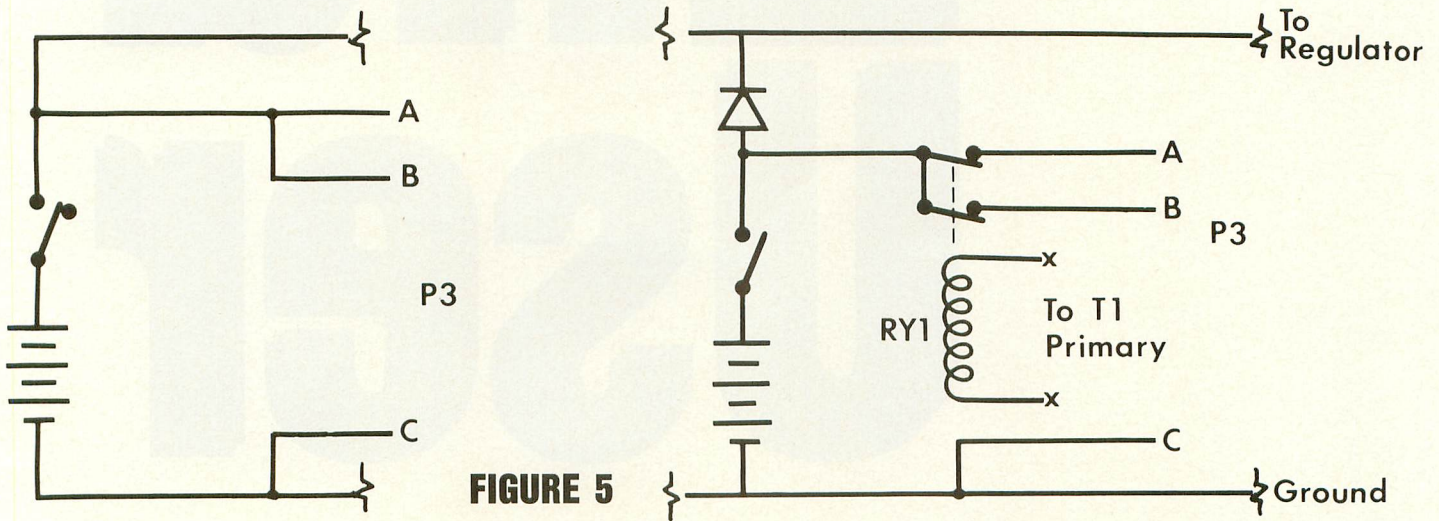 To
Regulator
A
B
P3
C
A
B
P3
RY1
To T1
Primary
x
x
C
Ground
FIGURE 5